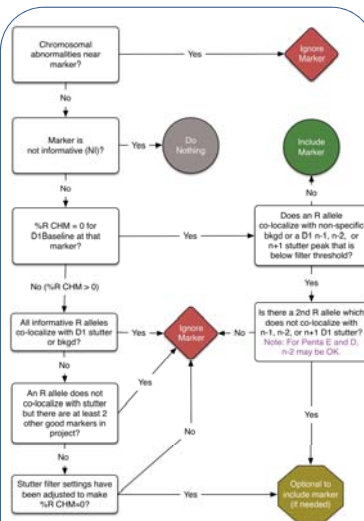 Chromosomal
abnormalities near
marker?
Yes
Ignore
Marker
No
Marker is
not informative (NI)?
Yes
Do
Nothing
Include
Marker
No
No
%R CHM = 0 for
D1Baseline at that
marker?
Yes
Does an R allele
co-localize with non-specific
bkgd or a D1 n-1, n-2, or
n+1 stutter peak that is
below filter threshold?
No (%R CHM > 0)
Yes
All informative R alleles
co-localize with D1 stutter
or bkgd?
Yes
Ignore
Marker
No
Is there a 2nd R allele which
does not co-localize with
n-1, n-2, or n+1 D1 stutter?
Note: For Penta E and D,
n-2 may be OK.
No
Yes
An R allele does not
co-localize with stutter
but there are at least 2
other good markers in
project?
Yes
No
No
Stutter filter settings have
been adjusted to make
%R CHM=0?
Yes
Optional to
include marker
(if needed)